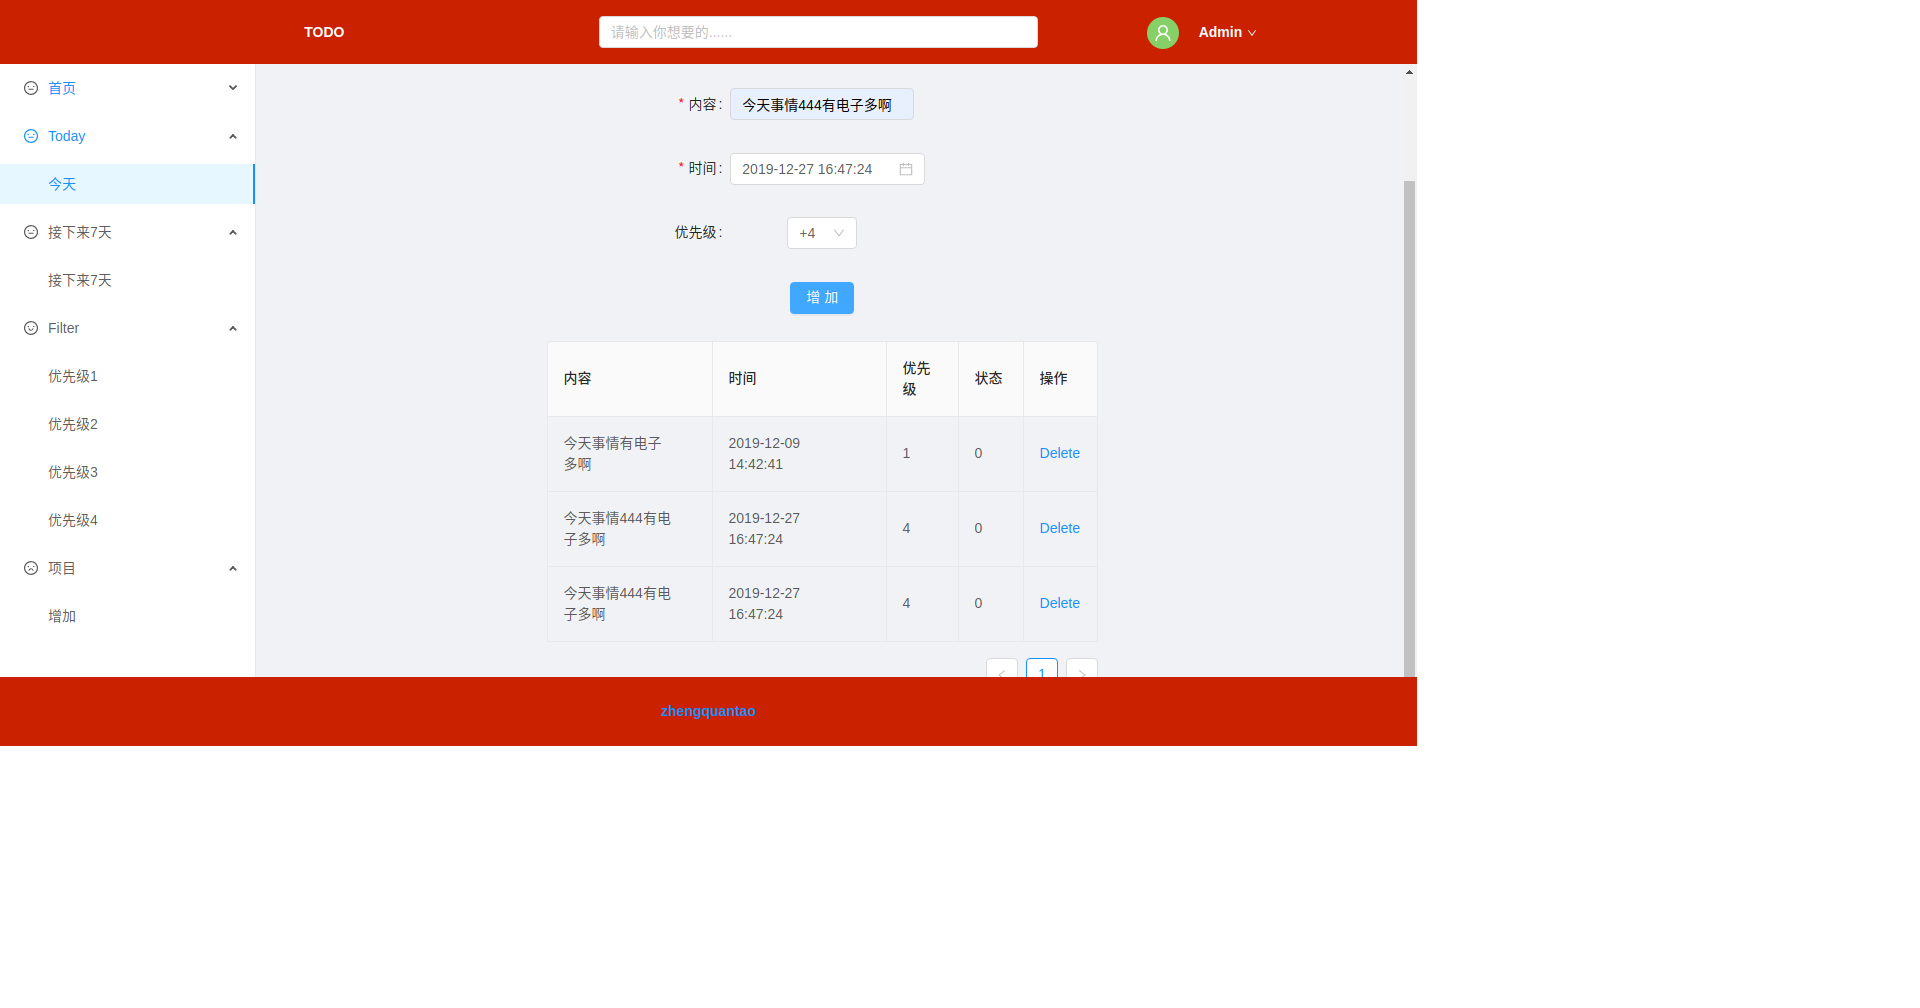 TODO
请输入你想要的......
Admin
首页
Today
今天
接下来7天
接下来7天
Filter
优先级1
优先级2
优先级3
优先级4
项目
增加
* 内容: 今天事情444有电子多啊
* 时间: 2019-12-27 16:47:24
优先级: +4
增 加
内容 时间 优先级 状态 操作
今天事情有电子多啊 2019-12-09 14:42:41 1 0 Delete
今天事情444有电子多啊 2019-12-27 16:47:24 4 0 Delete
今天事情444有电子多啊 2019-12-27 16:47:24 4 0 Delete
< 1 >
zhengquantao